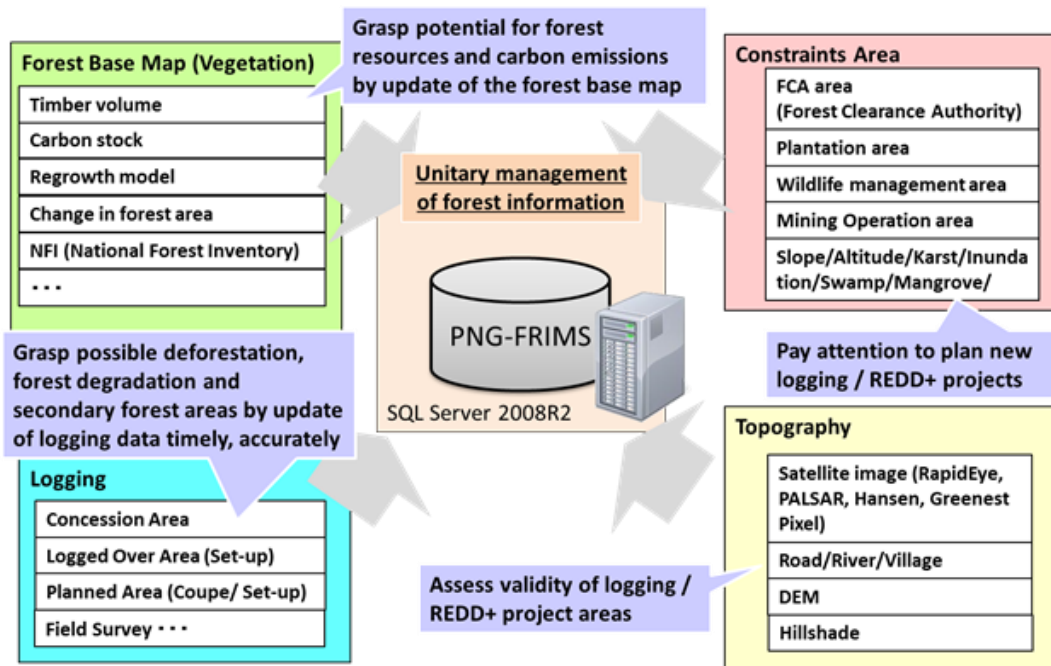 Grasp potential for forest
resources and carbon emissions
by update of the forest base map
Forest Base Map (Vegetation)
Timber volume
Carbon stock
Regrowth model
Change in forest area
NFI (National Forest Inventory)
・・・
Unitary management
of forest information
PNG-FRIMS
SQL Server 2008R2
Constraints Area
FCA area
(Forest Clearance Authority)
Plantation area
Wildlife management area
Mining Operation area
Slope/Altitude/Karst/Inunda
tion/Swamp/Mangrove/
Pay attention to plan new
logging / REDD+ projects
Grasp possible deforestation,
forest degradation and
secondary forest areas by update
of logging data timely, accurately
Logging
Concession Area
Logged Over Area (Set-up)
Planned Area (Coupe/ Set-up)
Field Survey ・・・
Assess validity of logging /
REDD+ project areas
Topography
Satellite image (RapidEye,
PALSAR, Hansen, Greenest
Pixel)
Road/River/Village
DEM
Hillshade